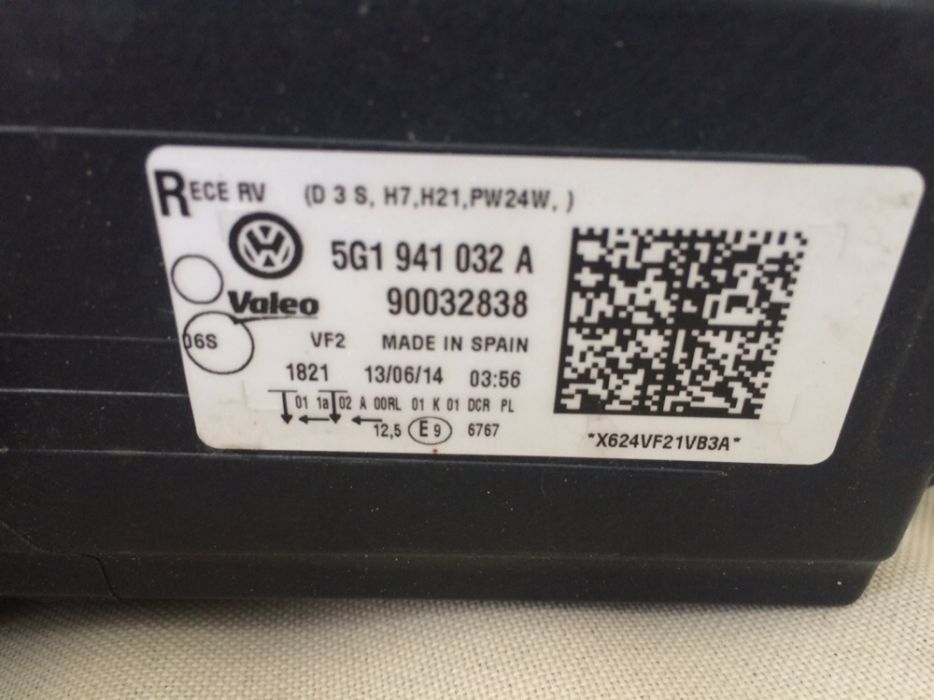 RECE RV (D 3 S, H7,H21,PW24W, )
5G1 941 032 A
Valeo 90032838
06S VF2 MADE IN SPAIN
1821 13/06/14 03:56
01 1a 02 A 00RL 01 K 01 DCR PL
12,5 E 9 6767
*X624VF21VB3A*